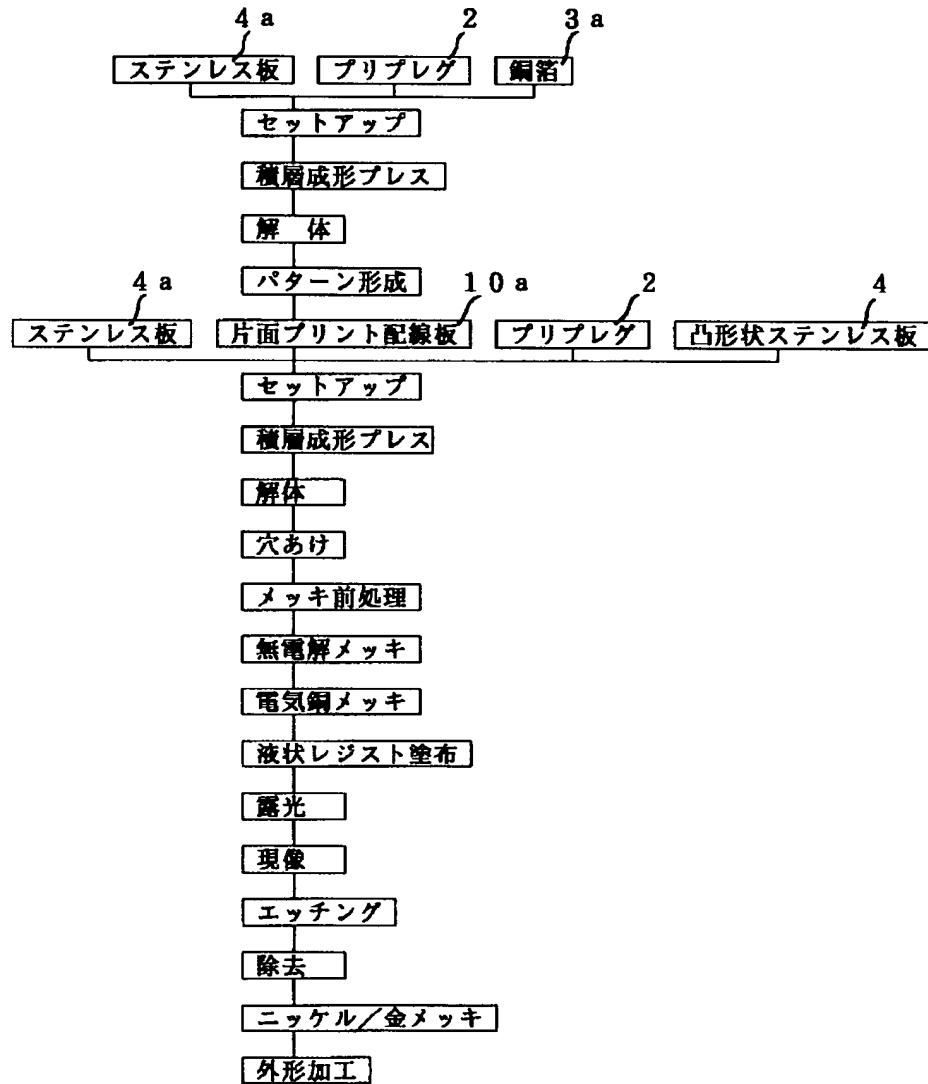 4a 2 3a
ステンレス板 プリプレグ 銅箔
セットアップ
積層成形プレス
解　体
パターン形成
4a 10a 2 4
ステンレス板 片面プリント配線板 プリプレグ 凸形状ステンレス板
セットアップ
積層成形プレス
解体
穴あけ
メッキ前処理
無電解メッキ
電気銅メッキ
液状レジスト塗布
露光
現像
エッチング
除去
ニッケル／金メッキ
外形加工